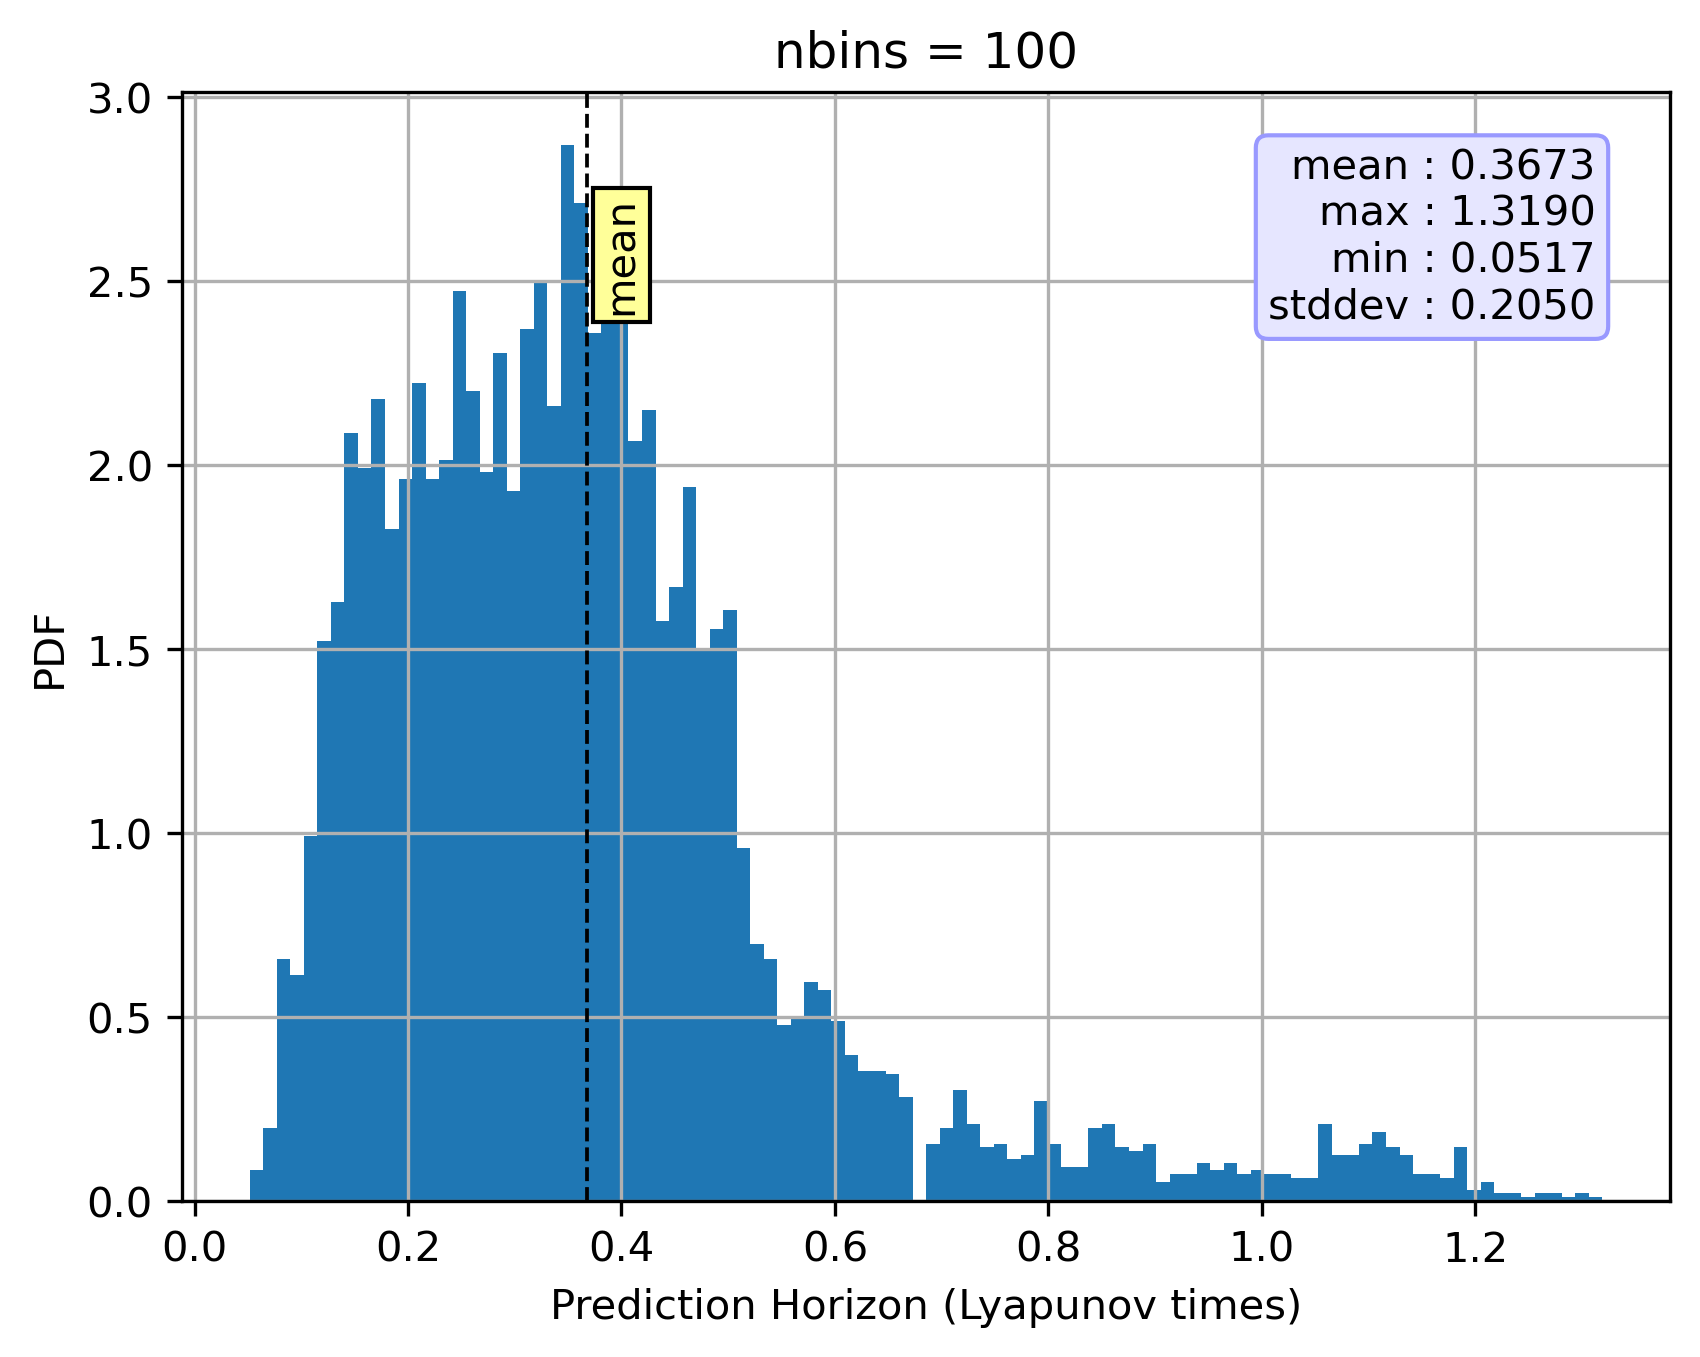 nbins = 100
3.0
2.5
2.0
1.5
1.0
0.5
0.0
PDF
mean
mean : 0.3673
max : 1.3190
min : 0.0517
stddev : 0.2050
0.0 0.2 0.4 0.6 0.8 1.0 1.2
Prediction Horizon (Lyapunov times)